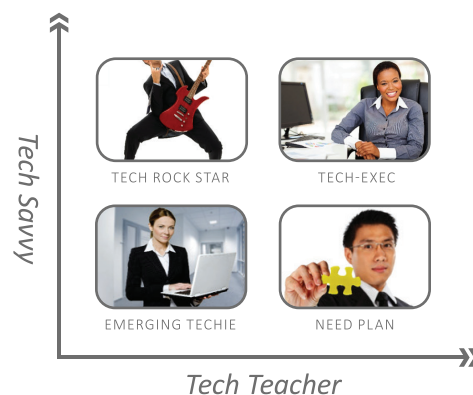 Tech Savvy
TECH ROCK STAR
TECH-EXEC
EMERGING TECHIE
NEED PLAN
Tech Teacher